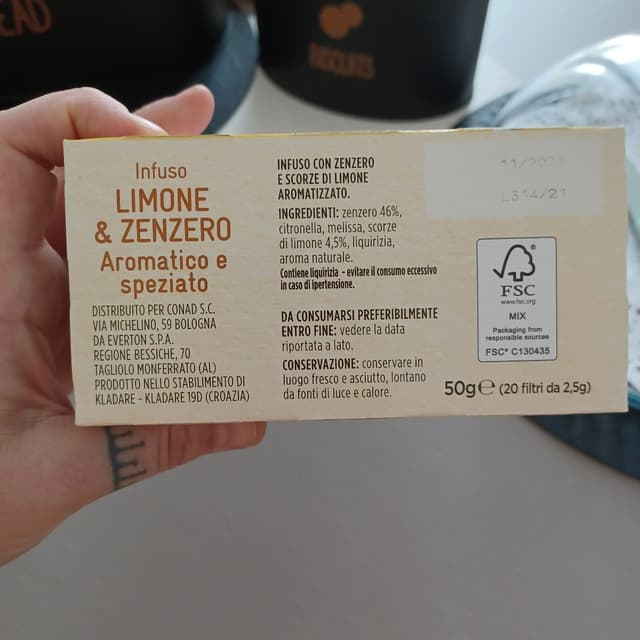 BISCUITS
Infuso
LIMONE
& ZENZERO
Aromatico e
speziato
DISTRIBUITO PER CONAD S.C.
VIA MICHELINO, 59 BOLOGNA
DA EVERTON S.P.A.
REGIONE BESSICHE, 70
TAGLIOLO MONFERRATO (AL)
PRODOTTO NELLO STABILIMENTO DI
KLADARE - KLADARE 19D (CROAZIA)
INFUSO CON ZENZERO
E SCORZE DI LIMONE
AROMATIZZATO.
INGREDIENTI: zenzero 46%,
citronella, melissa, scorze
di limone 4,5%, liquirizia,
aroma naturale.
Contiene liquirizia - evitare il consumo eccessivo
in caso di ipertensione.
DA CONSUMARSI PREFERIBILMENTE
ENTRO FINE: vedere la data
riportata a lato.
CONSERVAZIONE: conservare in
luogo fresco e asciutto, lontano
da fonti di luce e calore.
FSC
www.fsc.org
MIX
Packaging from
responsible sources
FSC® C130435
50g℮ (20 filtri da 2,5g)